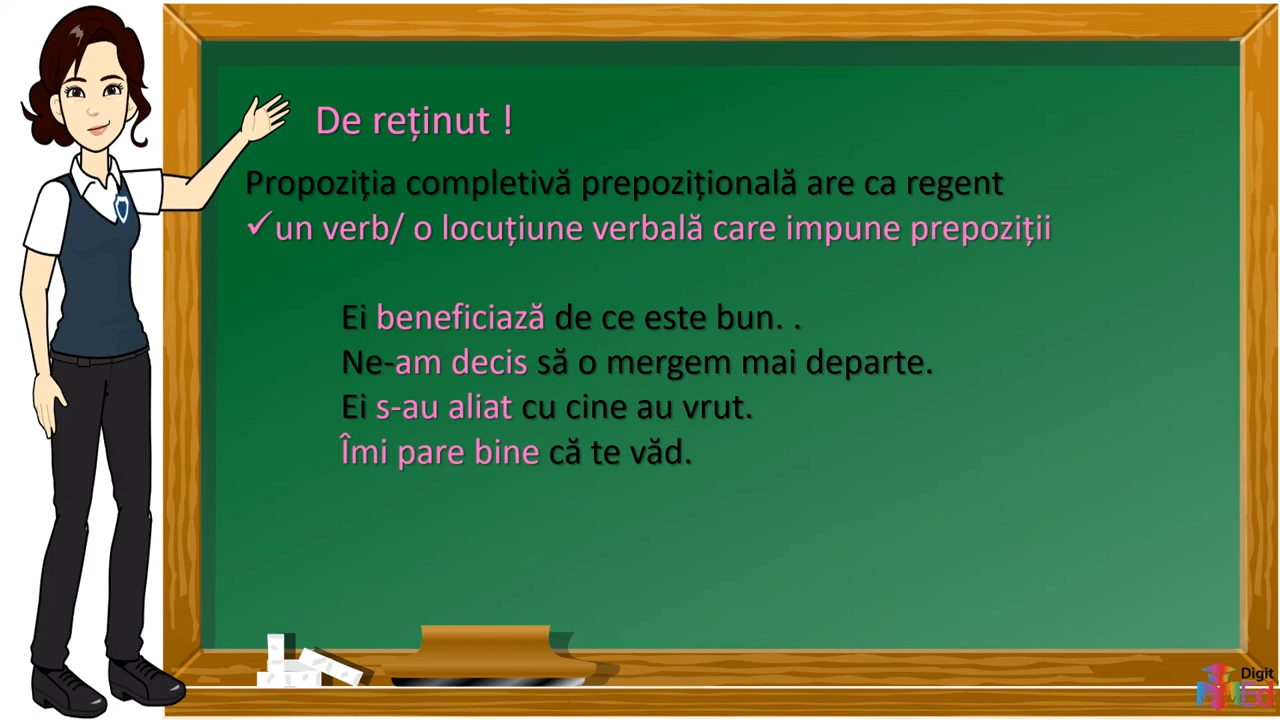 De reținut !
Propoziția completivă prepozițională are ca regent
✓un verb/ o locuțiune verbală care impune prepoziții
Ei beneficiază de ce este bun. .
Ne-am decis să o mergem mai departe.
Ei s-au aliat cu cine au vrut.
Îmi pare bine că te văd.
Digit